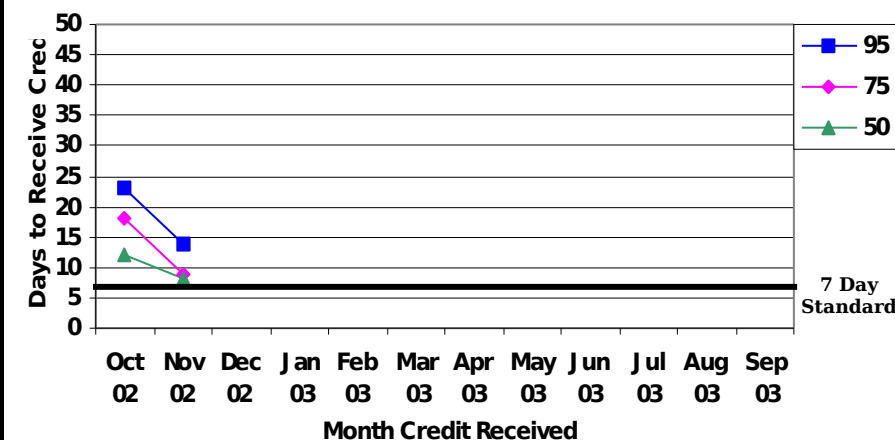 50
45
40
35
30
25
20
15
10
5
0
Days to Receive Cred
95
75
50
7 Day
Standard
Oct Nov Dec Jan Feb Mar Apr May Jun Jul Aug Sep
02 02 02 03 03 03 03 03 03 03 03 03
Month Credit Received